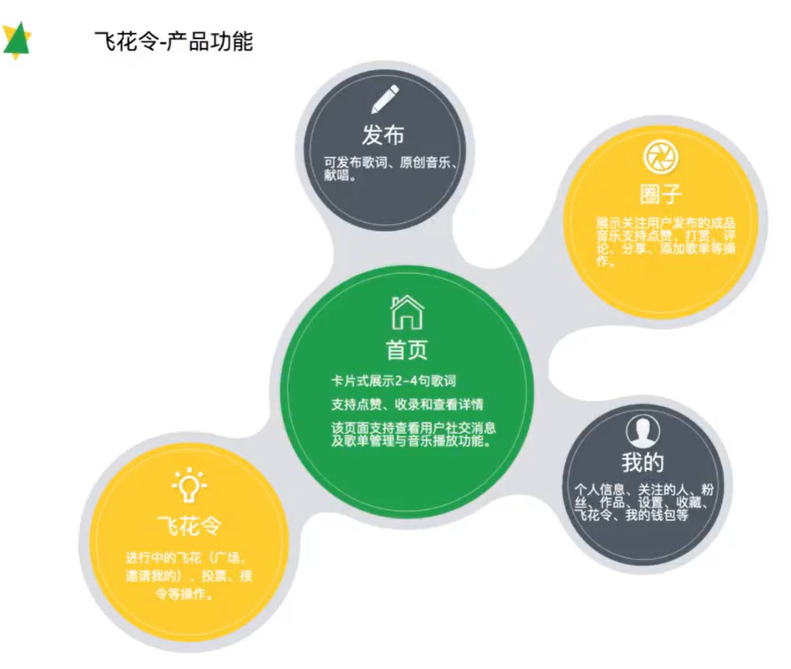 飞花令-产品功能
发布
可发布歌词、原创音乐、
献唱。
圈子
展示关注用户发布的成品
音乐支持点赞、打赏、评
论、分享、添加歌单等操
作。
首页
卡片式展示2-4句歌词
支持点赞、收录和查看详情
该页面支持查看用户社交消息
及歌单管理与音乐播放功能。
我的
个人信息、关注的人、粉
丝、作品、设置、收藏、
飞花令、我的钱包等
飞花令
进行中的飞花（广场、
邀请我的）、投票、接
令等操作。